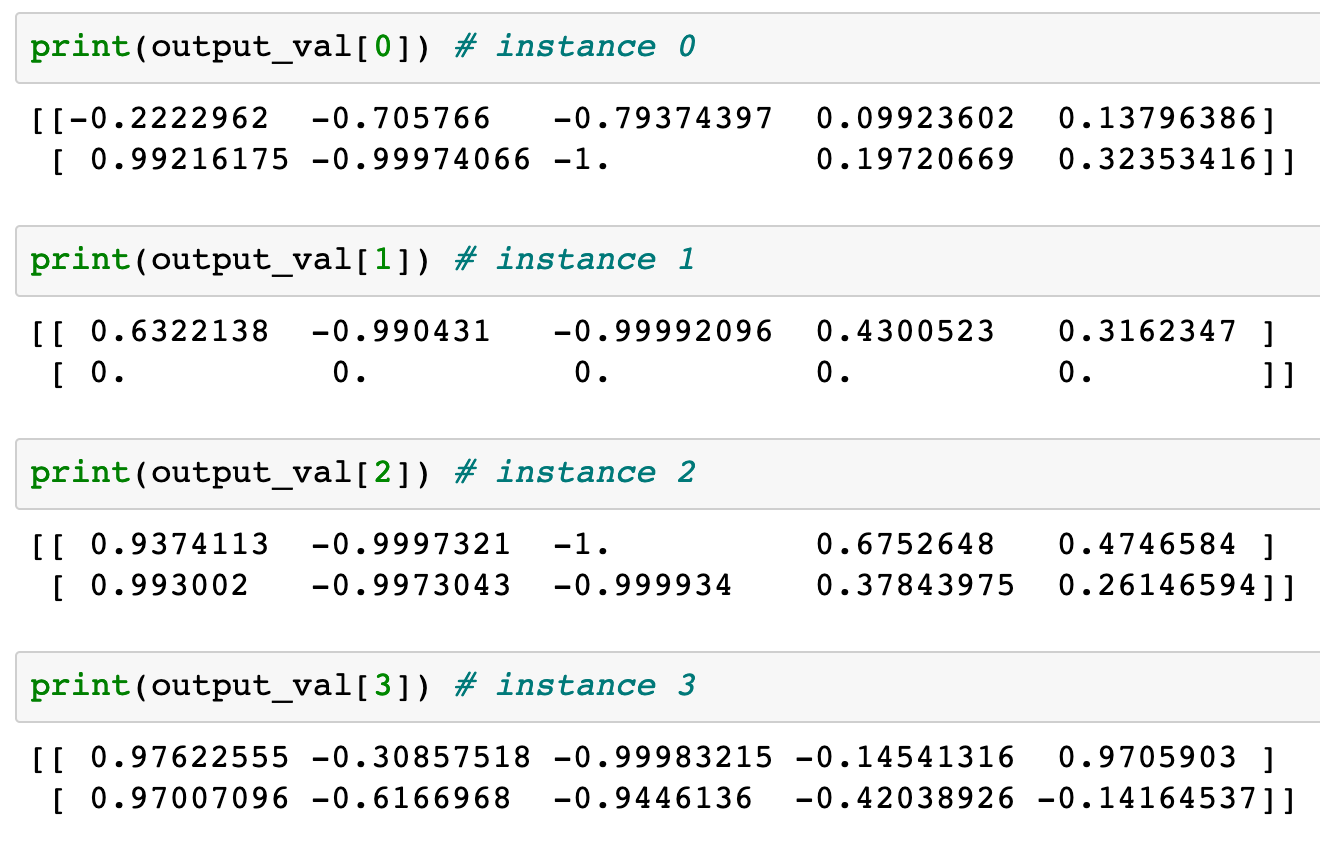 print(output_val[0]) # instance 0
[[-0.2222962  -0.705766   -0.79374397  0.09923602  0.13796386]
 [ 0.99216175 -0.99974066 -1.          0.19720669  0.32353416]]
print(output_val[1]) # instance 1
[[ 0.6322138  -0.990431   -0.99992096  0.4300523   0.3162347 ]
 [ 0.          0.          0.          0.          0.        ]]
print(output_val[2]) # instance 2
[[ 0.9374113  -0.9997321  -1.          0.6752648   0.4746584 ]
 [ 0.993002   -0.9973043  -0.999934    0.37843975  0.26146594]]
print(output_val[3]) # instance 3
[[ 0.97622555 -0.30857518 -0.99983215 -0.14541316  0.9705903 ]
 [ 0.97007096 -0.6166968  -0.9446136  -0.42038926 -0.14164537]]